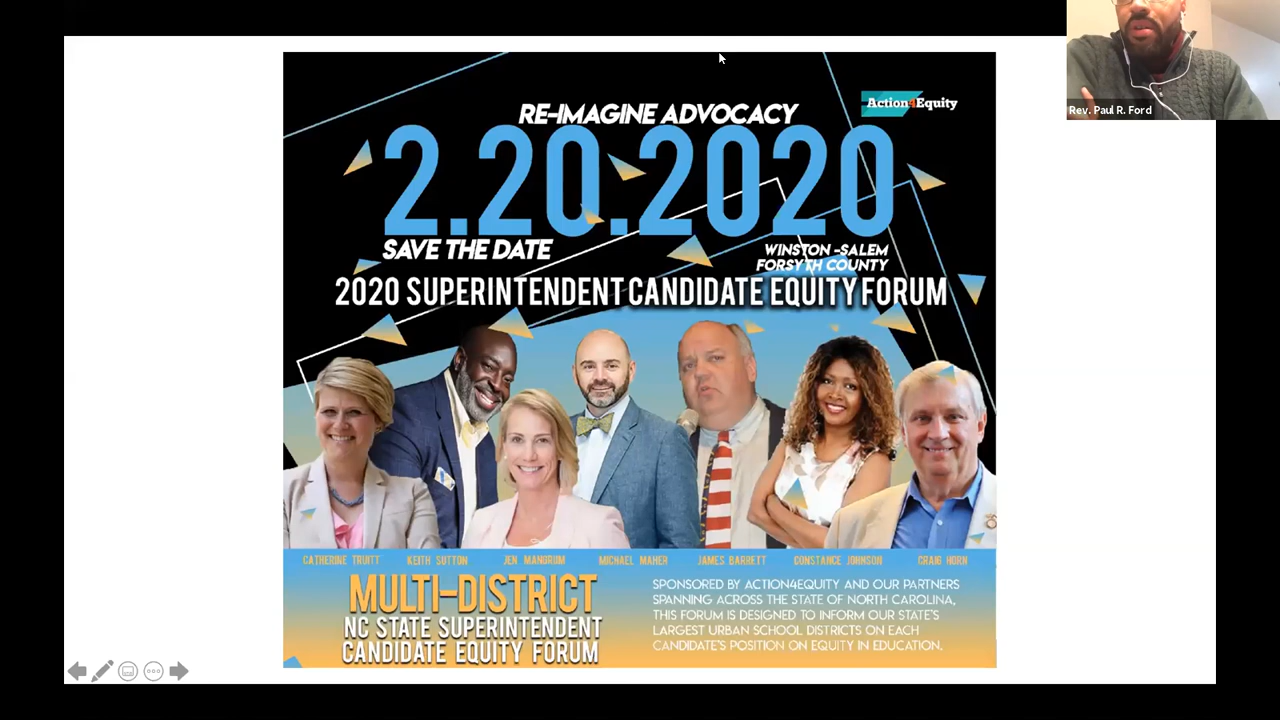 Rev. Paul R. Ford
Action4Equity
RE-IMAGINE ADVOCACY
2.20.2020
SAVE THE DATE
WINSTON -SALEM
FORSYTH COUNTY
2020 SUPERINTENDENT CANDIDATE EQUITY FORUM
CATHERINE TRUITT KEITH SUTTON JEN MANGRUM MICHAEL MAHER JAMES BARRETT CONSTANCE JOHNSON CRAIG HORN
MULTI-DISTRICT
NC STATE SUPERINTENDENT
CANDIDATE EQUITY FORUM
SPONSORED BY ACTION4EQUITY AND OUR PARTNERS
SPANNING ACROSS THE STATE OF NORTH CAROLINA,
THIS FORUM IS DESIGNED TO INFORM OUR STATE'S
LARGEST URBAN SCHOOL DISTRICTS ON EACH
CANDIDATE'S POSITION ON EQUITY IN EDUCATION.